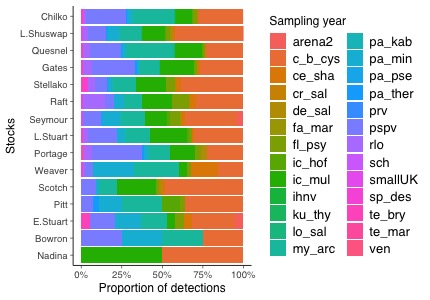 Stocks
Chilko
L.Shuswap
Quesnel
Gates
Stellako
Raft
Seymour
L.Stuart
Portage
Weaver
Scotch
Pitt
E.Stuart
Bowron
Nadina
0% 25% 50% 75% 100%
Proportion of detections
Sampling year
arena2
c_b_cys
ce_sha
cr_sal
de_sal
fa_mar
fl_psy
ic_hof
ic_mul
ihnv
ku_thy
lo_sal
my_arc
pa_kab
pa_min
pa_pse
pa_ther
prv
pspv
rlo
sch
smallUK
sp_des
te_bry
te_mar
ven